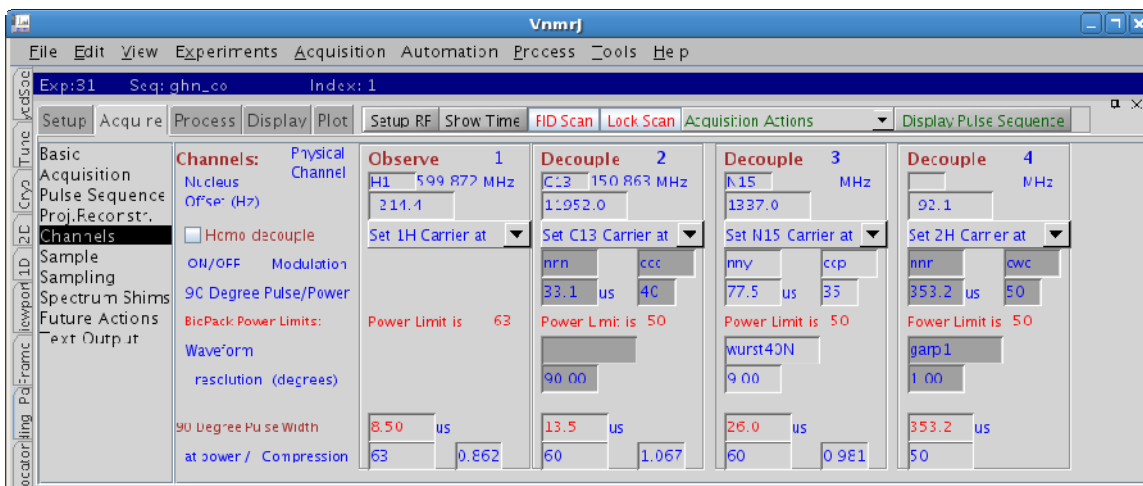 VnmrJ
File Edit View Experiments Acquisition Automation Process Tools Help
Exp:31 Seq: ghn_co Index: 1
Setup Acquire Process Display Plot Setup RF Show Time FID Scan Lock Scan Acquisition Actions Display Pulse Sequence
Basic
Acquisition
Pulse Sequence
Proj.Reconstr.
Channels
Sample
Sampling
Spectrum Shims
Future Actions
Text Output
Channels: Physical Channel Observe 1 Decouple 2 Decouple 3 Decouple 4
Nucleus H1 599.872 MHz C13 150.863 MHz N15 MHz MHz
Offset (Hz) 11952.0 1337.0
Homo decouple Set 1H Carrier at Set C13 Carrier at Set N15 Carrier at Set 2H Carrier at
ON/OFF Modulation ccc nny ccp cwc
90 Degree Pulse/Power 33.1 us 40 77.5 us 35 353.2 us 50
BioPack Power Limits: Power Limit is 63 Power Limit is 50 Power Limit is 50 Power Limit is 50
Waveform wurst40N garp1
resolution (degrees) 90.00 9.00 1.00
90 Degree Pulse Width 8.50 us 13.5 us 26.0 us 353.2 us
at power / Compression 63 0.862 60 1.067 60 0.981 50
Tune
Cryo
2D
1D
Viewport
Frame